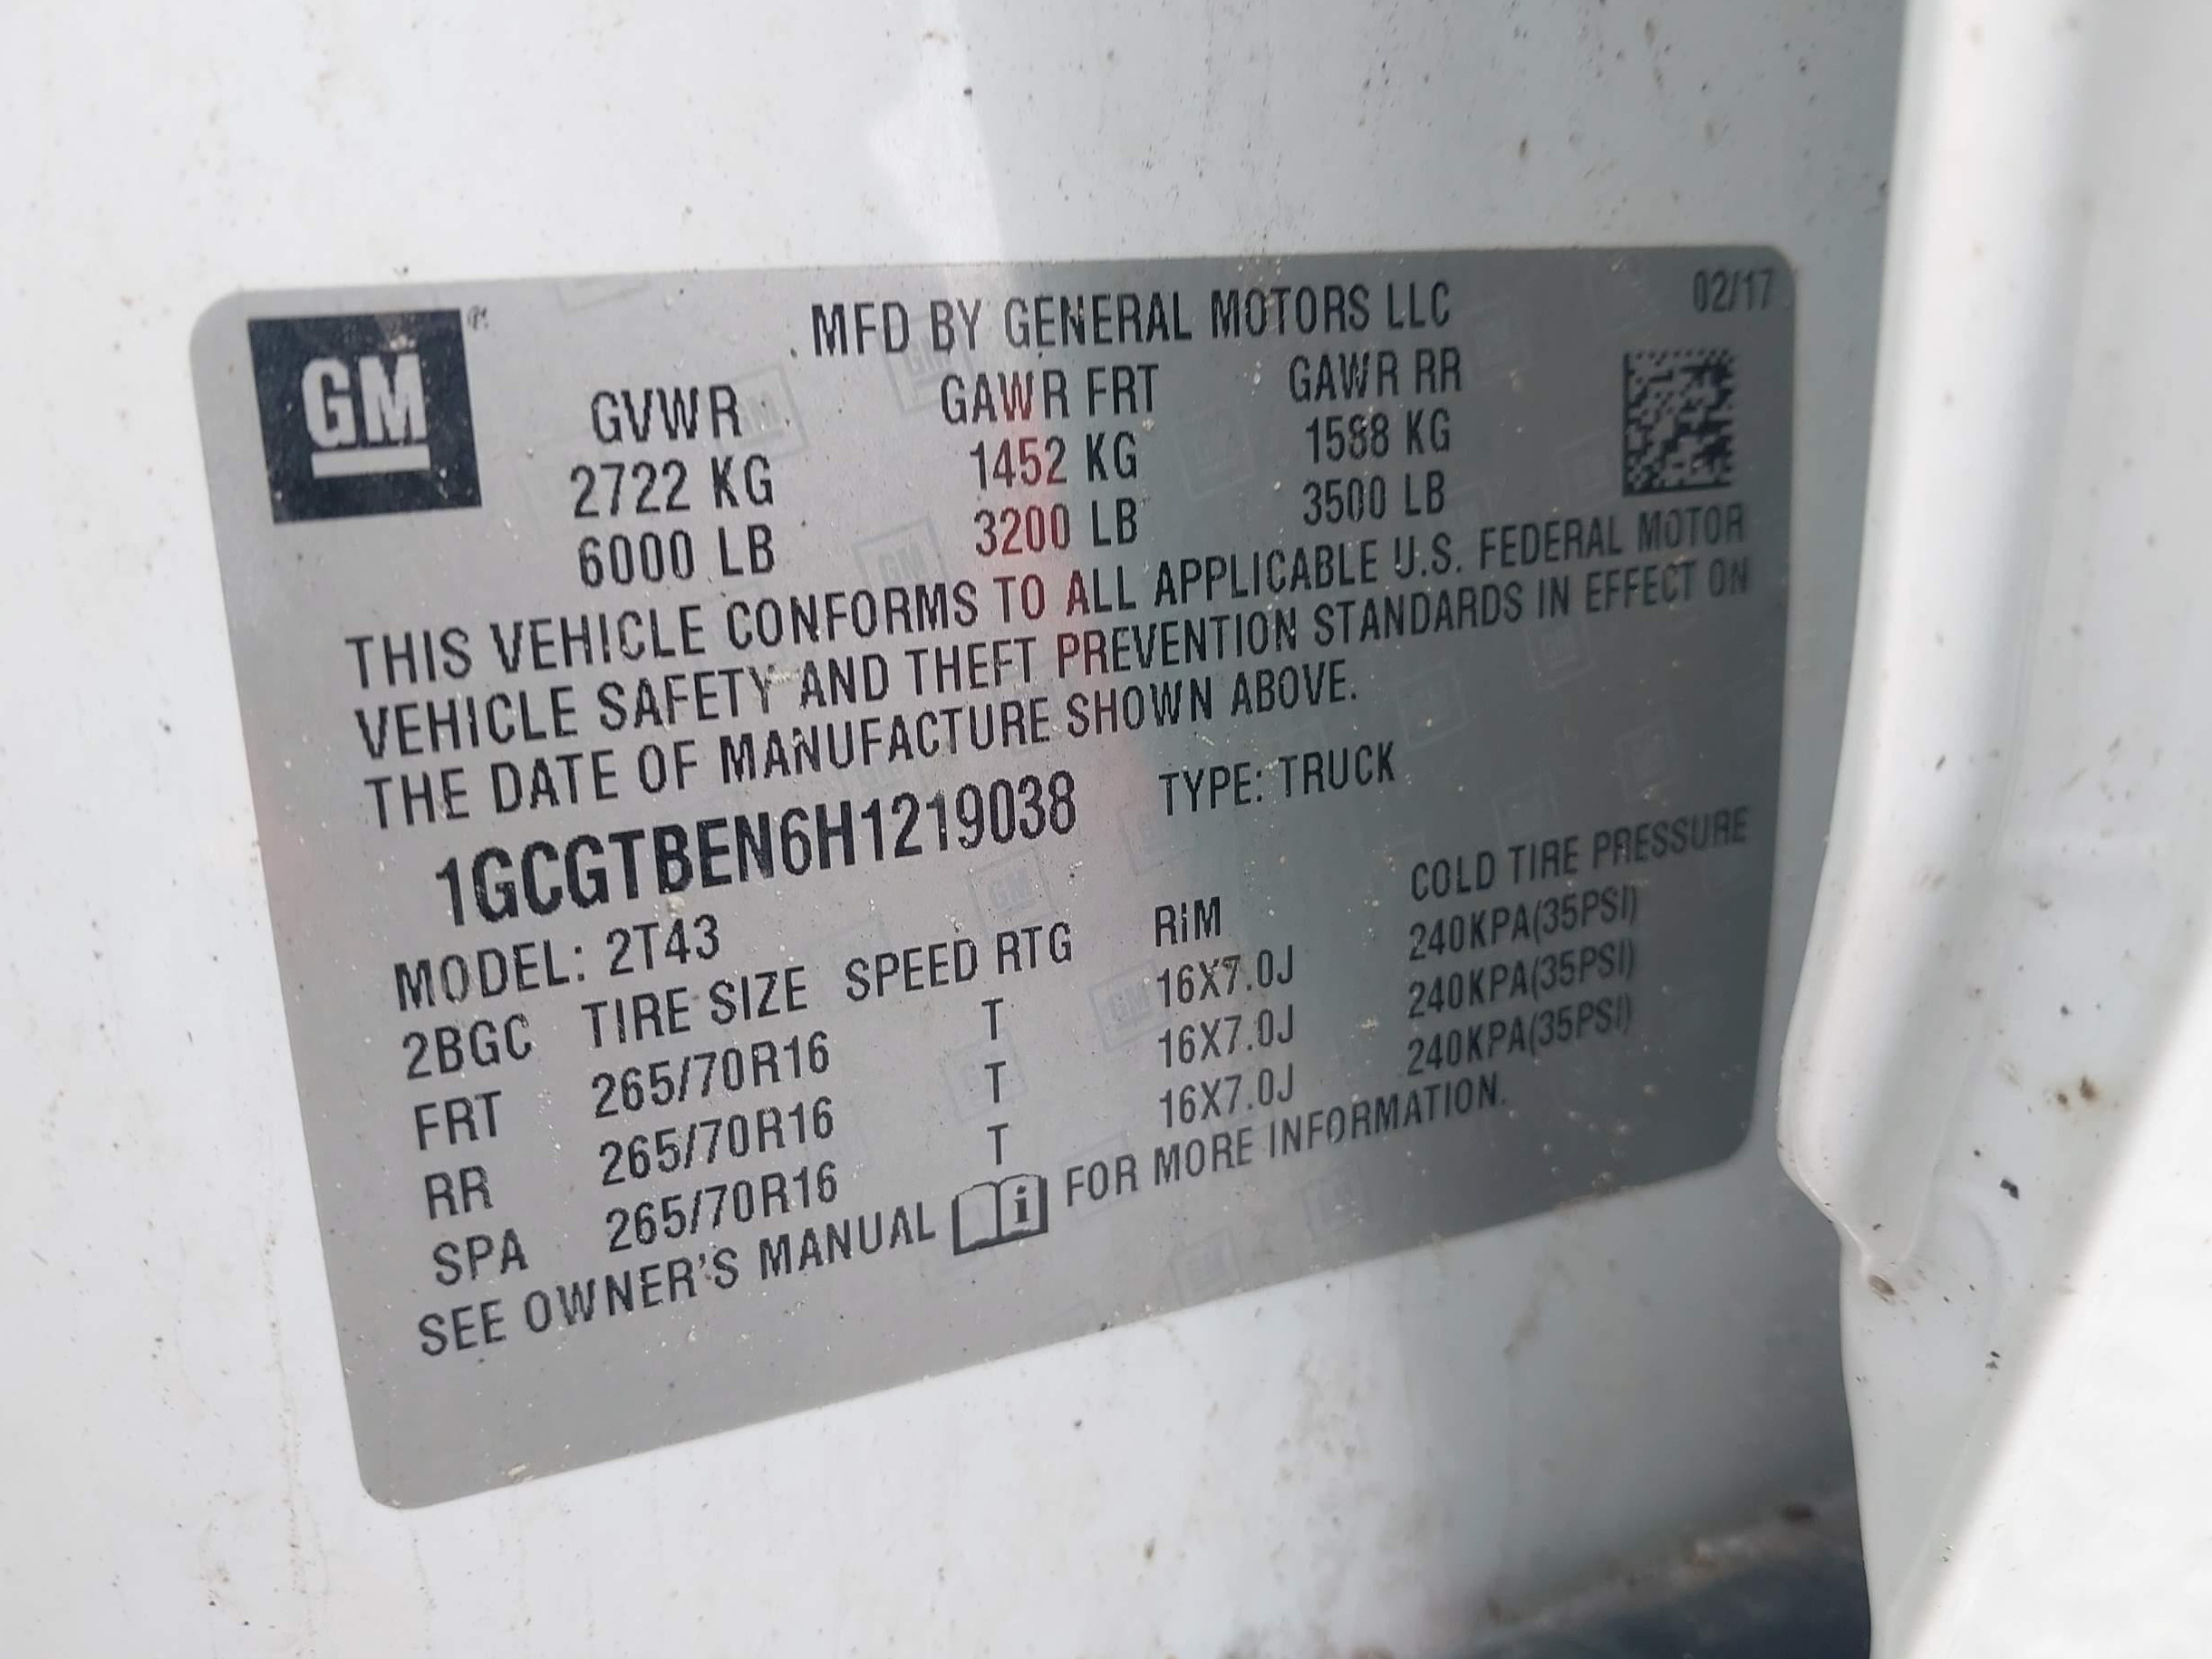 GM
MFD BY GENERAL MOTORS LLC 02/17
GVWR GAWR FRT GAWR RR
2722 KG 1452 KG 1588 KG
6000 LB 3200 LB 3500 LB
THIS VEHICLE CONFORMS TO ALL APPLICABLE U.S. FEDERAL MOTOR
VEHICLE SAFETY AND THEFT PREVENTION STANDARDS IN EFFECT ON
THE DATE OF MANUFACTURE SHOWN ABOVE.
1GCGTBEN6H1219038 TYPE: TRUCK
MODEL: 2T43
2BGC TIRE SIZE SPEED RTG RiM COLD TIRE PRESSURE
FRT 265/70R16 T 16X7.0J 240KPA(35PSI)
RR 265/70R16 T 16X7.0J 240KPA(35PSI)
SPA 265/70R16 T 16X7.0J 240KPA(35PSI)
SEE OWNER'S MANUAL i FOR MORE INFORMATION.